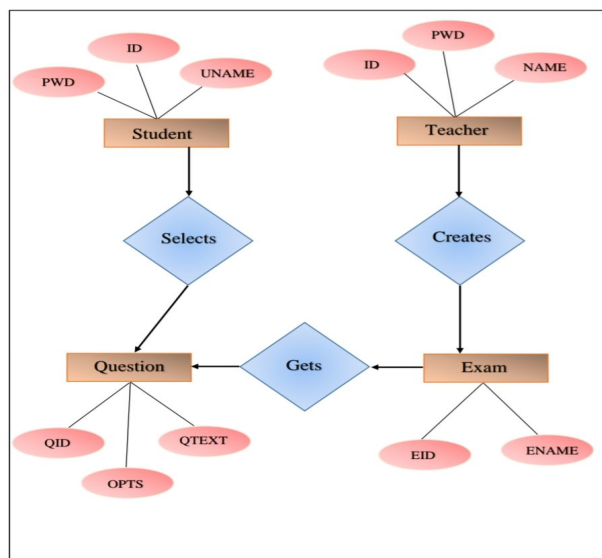 ID
PWD
UNAME
Student
PWD
ID
NAME
Teacher
Selects
Creates
Question
Gets
Exam
QID
QTEXT
OPTS
EID
ENAME